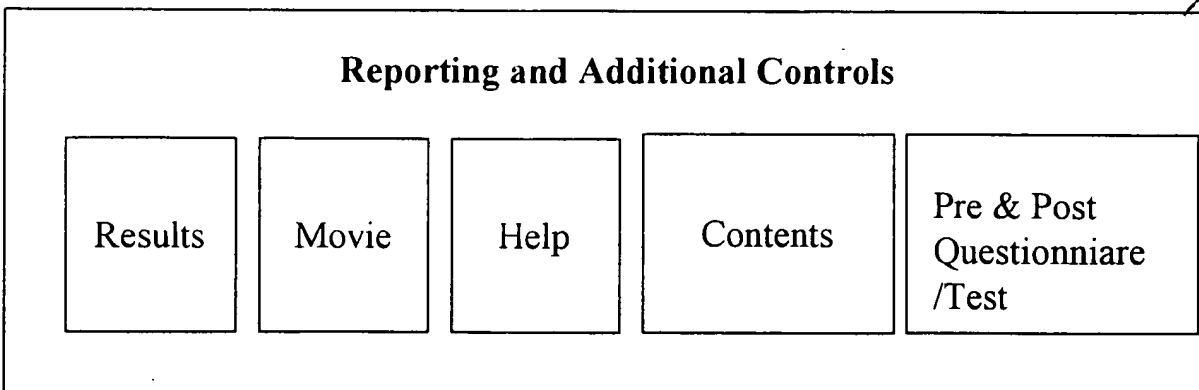 Reporting and Additional Controls
Results
Movie
Help
Contents
Pre & Post
Questionniare
/Test